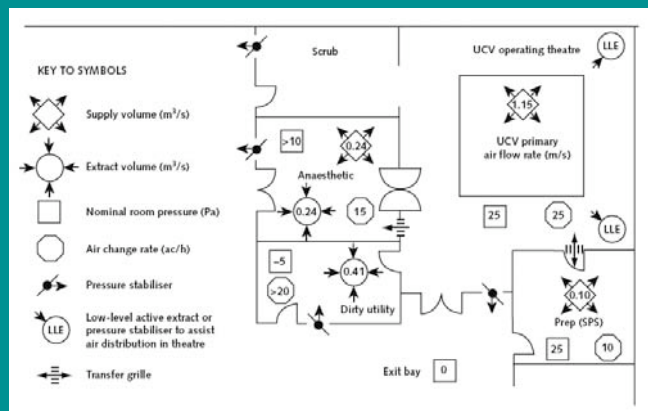 KEY TO SYMBOLS
Supply volume (m³/s)
Extract volume (m³/s)
Nominal room pressure (Pa)
Air change rate (ac/h)
Pressure stabiliser
LLE
Low-level active extract or
pressure stabiliser to assist
air distribution in theatre
Transfer grille
Scrub
UCV operating theatre
LLE
1.15
UCV primary
air flow rate (m/s)
>10
0.24
Anaesthetic
0.24
15
25
25
LLE
–5
0.41
>20
Dirty utility
0.10
Prep (SPS)
25
10
Exit bay
0